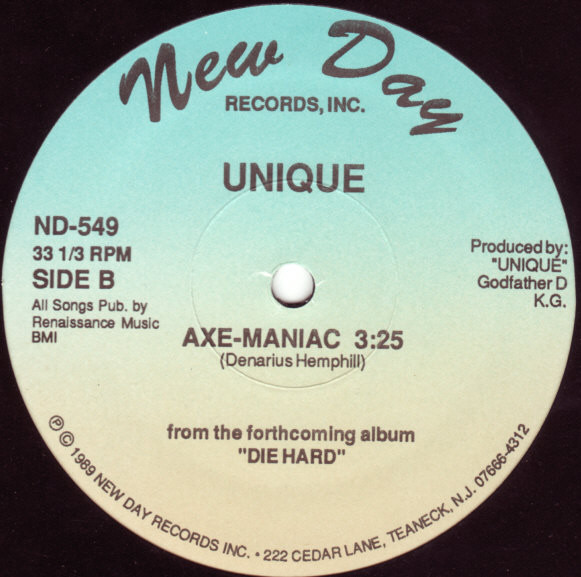 New Day
RECORDS, INC.
UNIQUE
ND-549
33 1/3 RPM
SIDE B
All Songs Pub. by
Renaissance Music
BMI
Produced by:
"UNIQUE"
Godfather D
K.G.
AXE-MANIAC 3:25
(Denarius Hemphill)
from the forthcoming album
"DIE HARD"
℗ © 1989 NEW DAY RECORDS INC. • 222 CEDAR LANE, TEANECK, N.J. 07666-4312